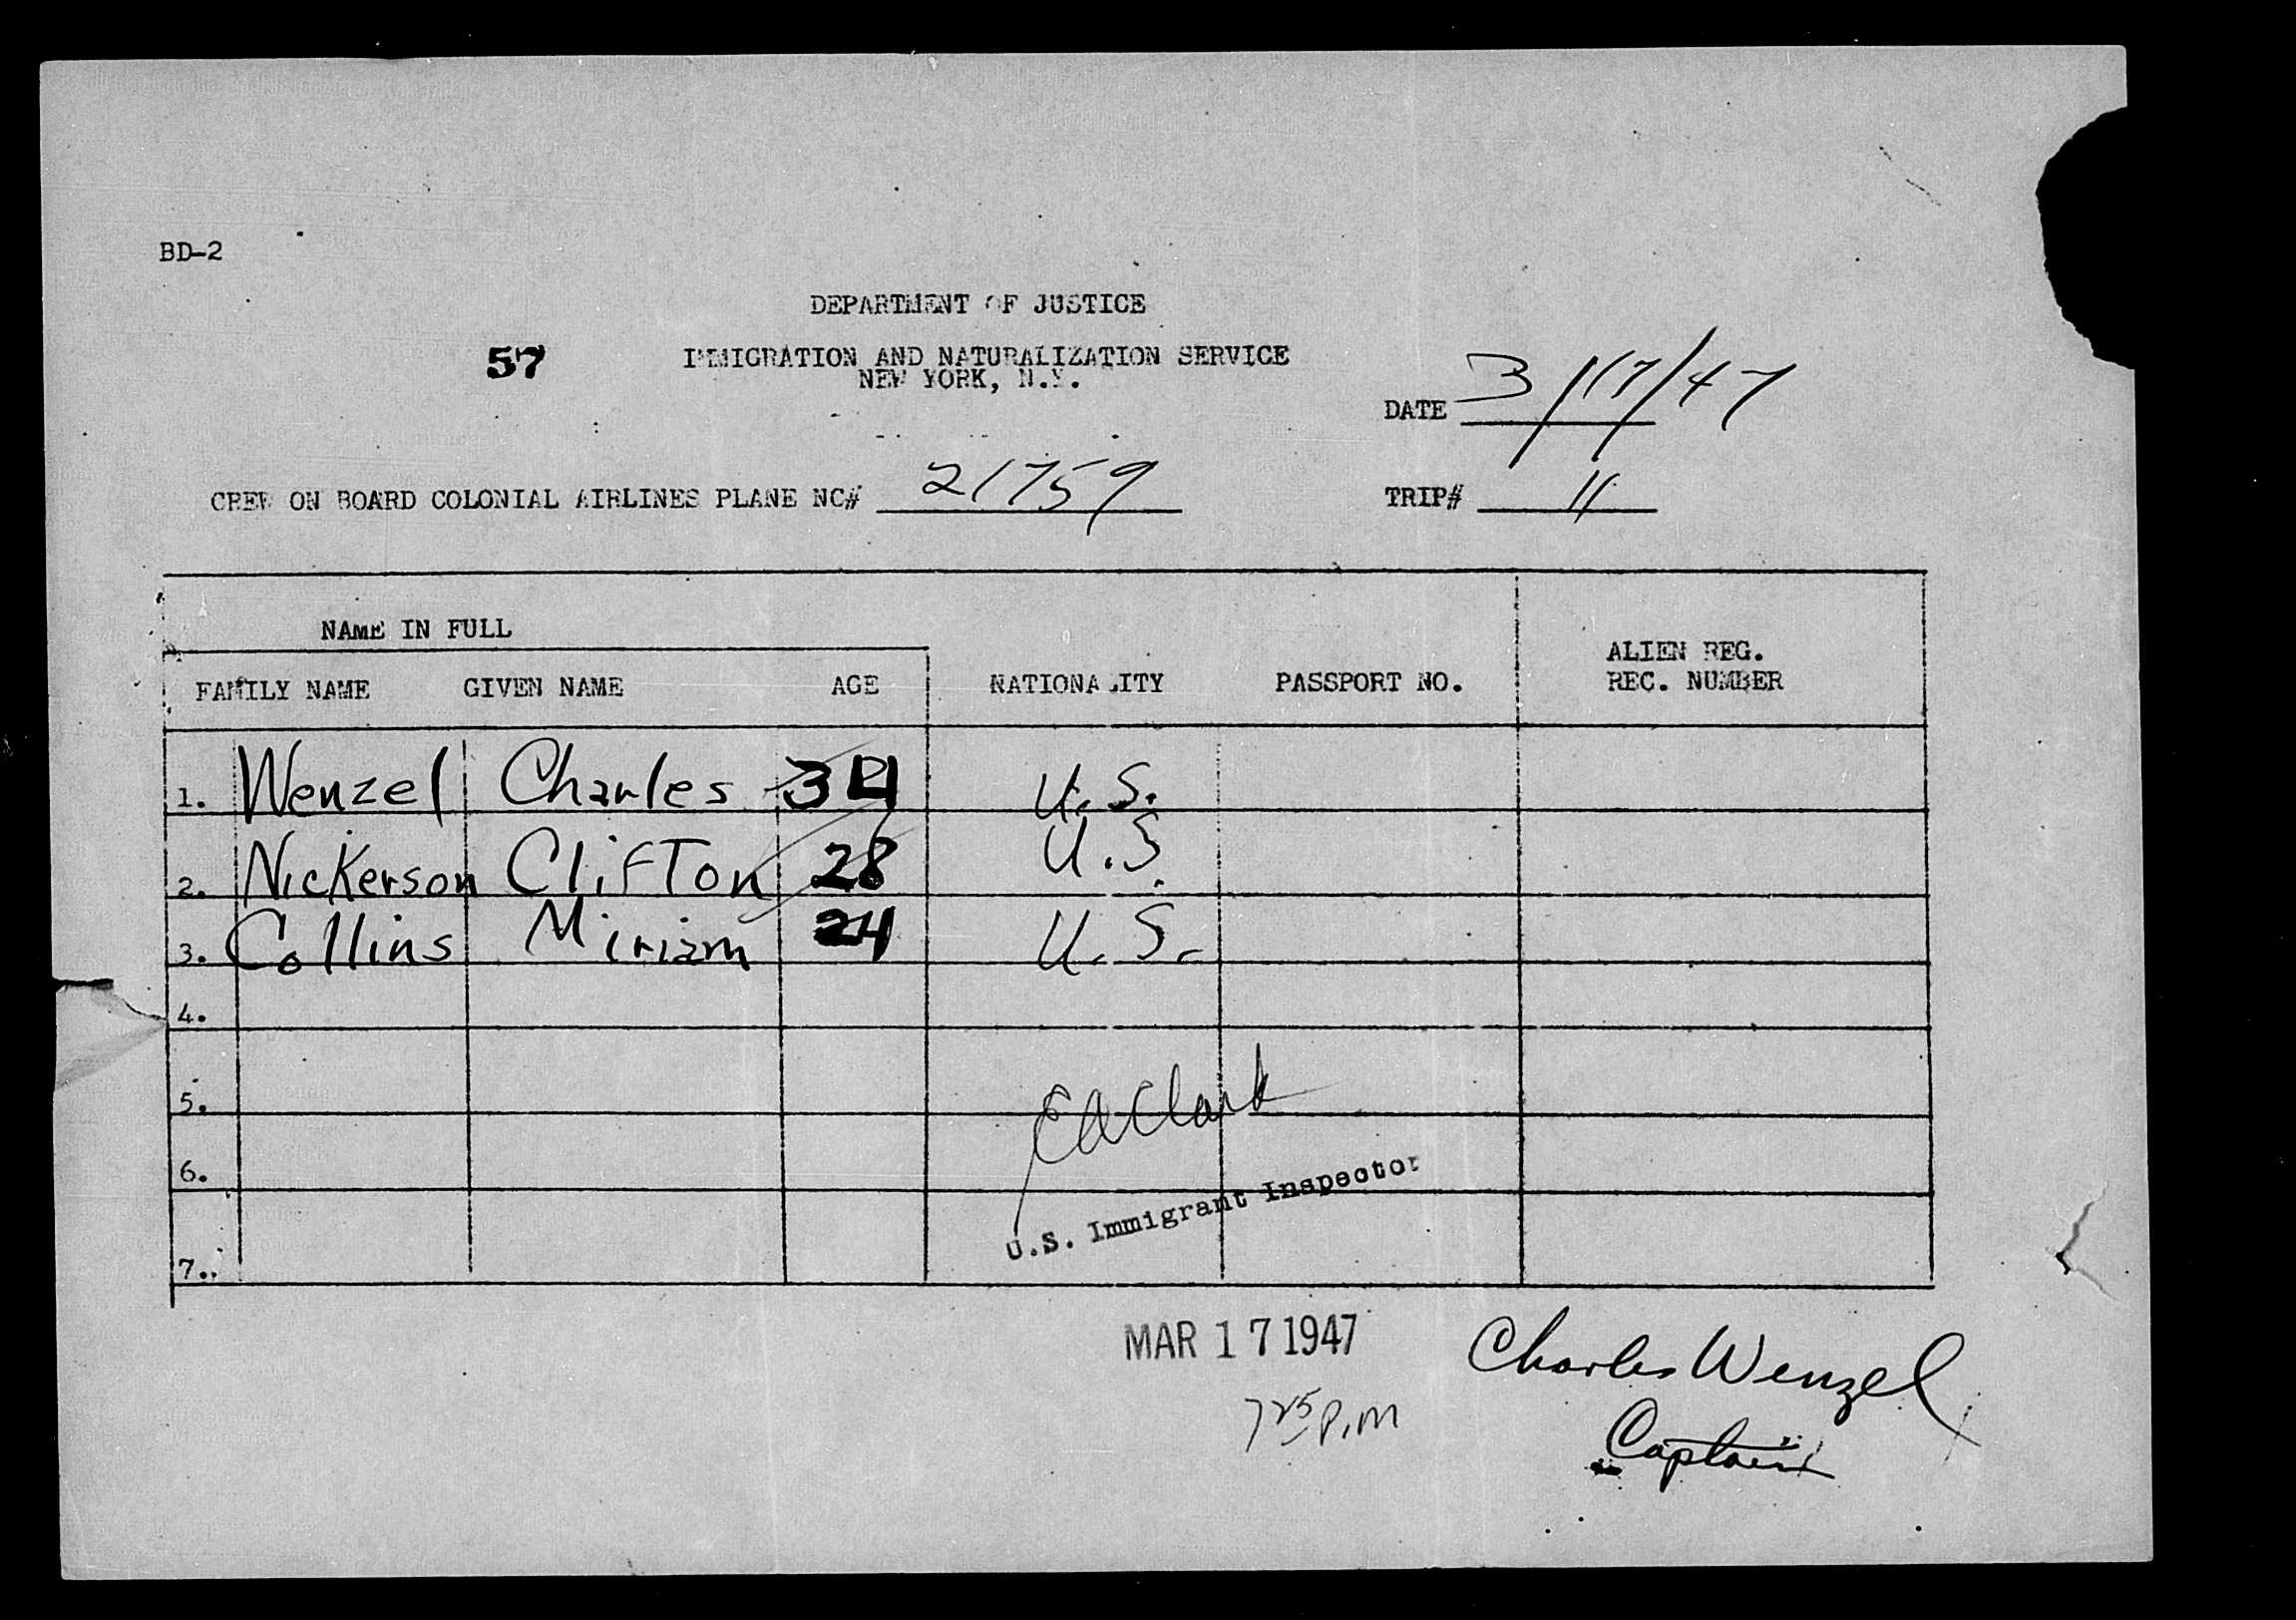 BD-2
DEPARTMENT OF JUSTICE
57
IMMIGRATION AND NATURALIZATION SERVICE
NEW YORK, N.Y.
DATE 3/17/47
CREW ON BOARD COLONIAL AIRLINES PLANE NC# 21759
TRIP# 11
NAME IN FULL
FAMILY NAME GIVEN NAME AGE NATIONALITY PASSPORT NO. ALIEN REG. REC. NUMBER
1. Wenzel Charles 34 U.S.
2. Nickerson Clifton 28 U.S.
3. Collins Miriam 24 U.S.
4.
5.
EA Clark
6.
U.S. Immigrant Inspector
7.
MAR 17 1947
Charles Wenzel
725 P.M
Captain